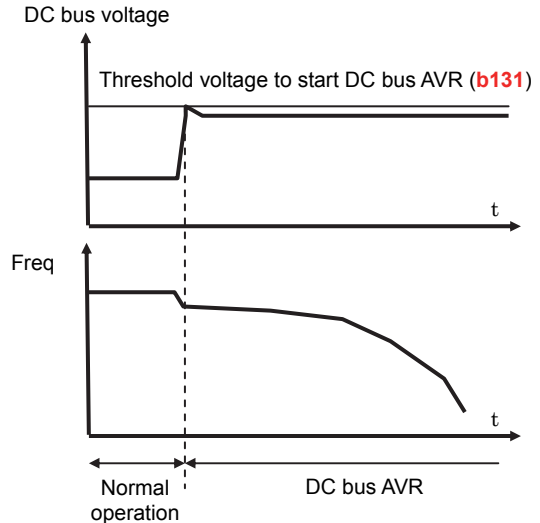 DC bus voltage
Threshold voltage to start DC bus AVR (b131)
t
Freq
t
Normal
operation
DC bus AVR